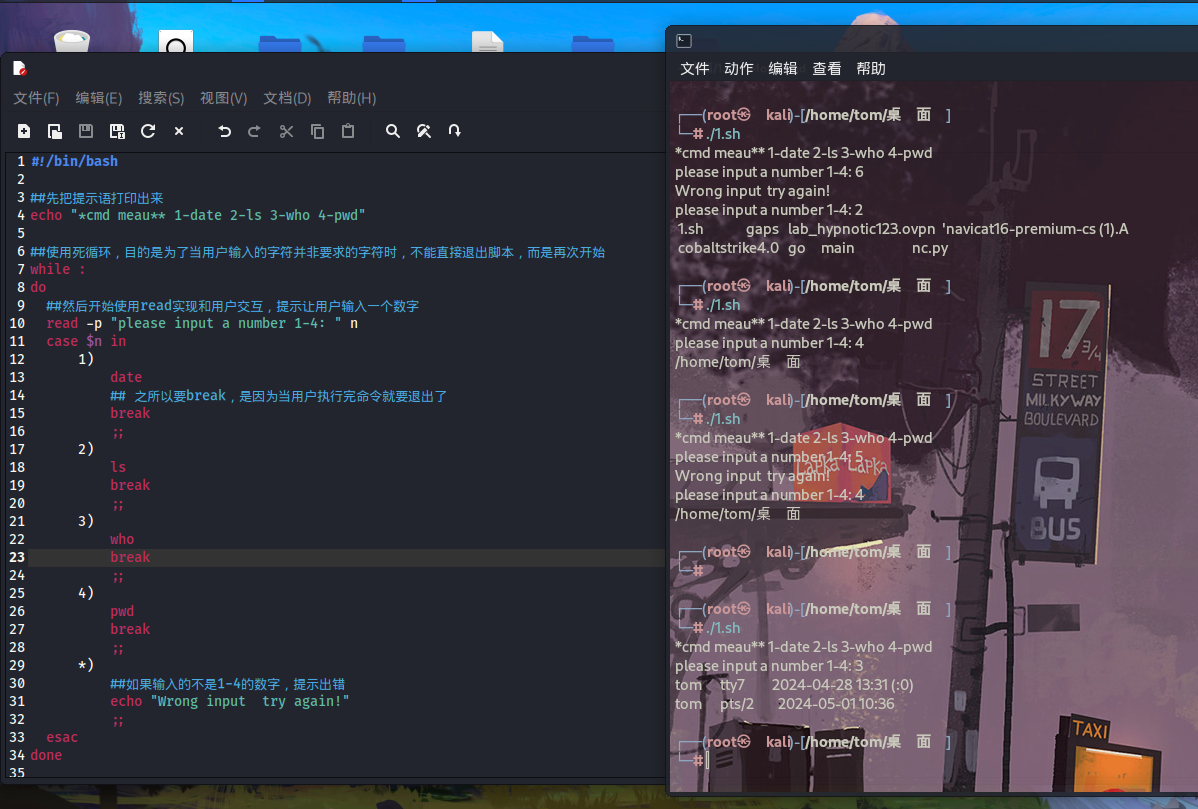 文件(F) 编辑(E) 搜索(S) 视图(V) 文档(D) 帮助(H)
1 #!/bin/bash
2
3 ##先把提示语打印出来
4 echo "*cmd meau** 1-date 2-ls 3-who 4-pwd"
5
6 ##使用死循环，目的是为了当用户输入的字符并非要求的字符时，不能直接退出脚本，而是再次开始
7 while :
8 do
9 ##然后开始使用read实现和用户交互，提示让用户输入一个数字
10 read -p "please input a number 1-4: " n
11 case $n in
12 1)
13 date
14 ## 之所以要break，是因为当用户执行完命令就要退出了
15 break
16 ;;
17 2)
18 ls
19 break
20 ;;
21 3)
22 who
23 break
24 ;;
25 4)
26 pwd
27 break
28 ;;
29 *)
30 ##如果输入的不是1-4的数字，提示出错
31 echo "Wrong input  try again!"
32 ;;
33 esac
34 done
35
文件 动作 编辑 查看 帮助
┌──(root㉿ kali)-[/home/tom/桌 面 ]
└─# ./1.sh
*cmd meau** 1-date 2-ls 3-who 4-pwd
please input a number 1-4: 6
Wrong input  try again!
please input a number 1-4: 2
1.sh gaps lab_hypnotic123.ovpn 'navicat16-premium-cs (1).A
cobaltstrike4.0 go main nc.py
┌──(root㉿ kali)-[/home/tom/桌 面 ]
└─# ./1.sh
*cmd meau** 1-date 2-ls 3-who 4-pwd
please input a number 1-4: 4
/home/tom/桌 面
┌──(root㉿ kali)-[/home/tom/桌 面 ]
└─# ./1.sh
*cmd meau** 1-date 2-ls 3-who 4-pwd
please input a number 1-4: 5
Wrong input  try again!
please input a number 1-4: 4
/home/tom/桌 面
┌──(root㉿ kali)-[/home/tom/桌 面 ]
└─#
┌──(root㉿ kali)-[/home/tom/桌 面 ]
└─# ./1.sh
*cmd meau** 1-date 2-ls 3-who 4-pwd
please input a number 1-4: 3
tom tty7 2024-04-28 13:31 (:0)
tom pts/2 2024-05-01 10:36
┌──(root㉿ kali)-[/home/tom/桌 面 ]
└─#
17 3/4
STREET
MILKYWAY
BOULEVARD
BUS
Lapka Lapka
TAXI